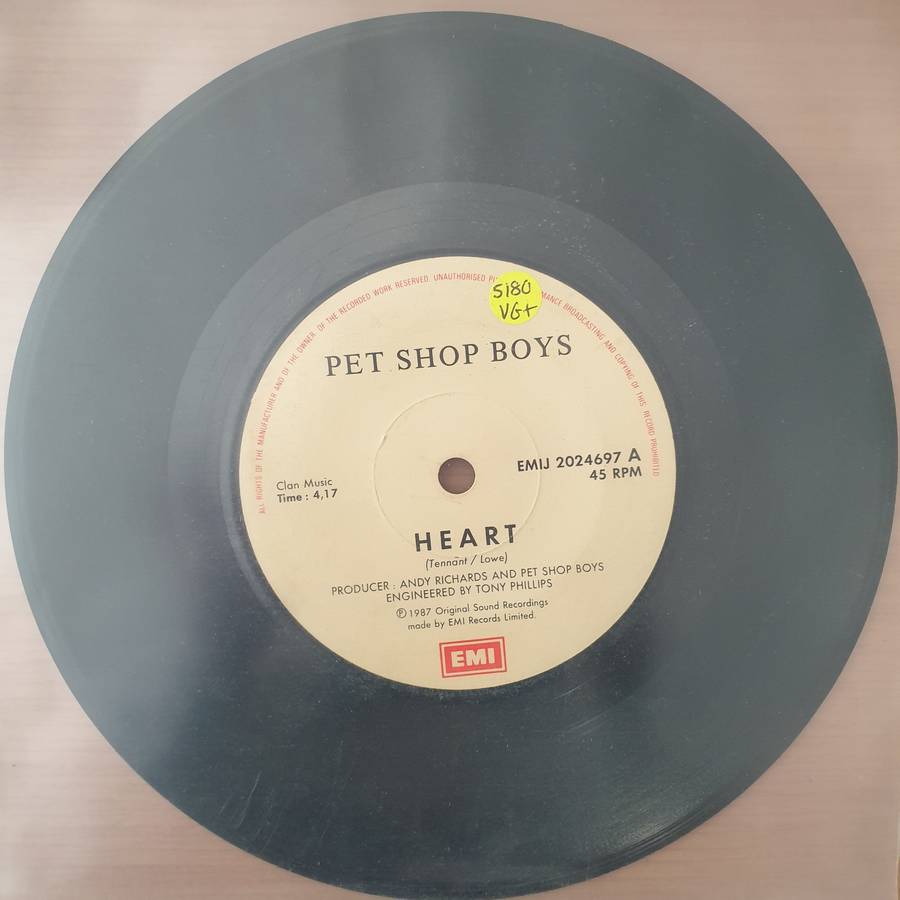 ALL RIGHTS OF THE MANUFACTURER AND OF THE OWNER OF THE RECORDED WORK RESERVED. UNAUTHORISED MANCE BROADCASTING AND COPYING OF THIS RECORD PROHIBITED
5180
VG+
PET SHOP BOYS
EMIJ 2024697 A
45 RPM
Clan Music
Time : 4,17
HEART
(Tennant / Lowe)
PRODUCER : ANDY RICHARDS AND PET SHOP BOYS
ENGINEERED BY TONY PHILLIPS
Ⓟ 1987 Original Sound Recordings
made by EMI Records Limited.
EMI